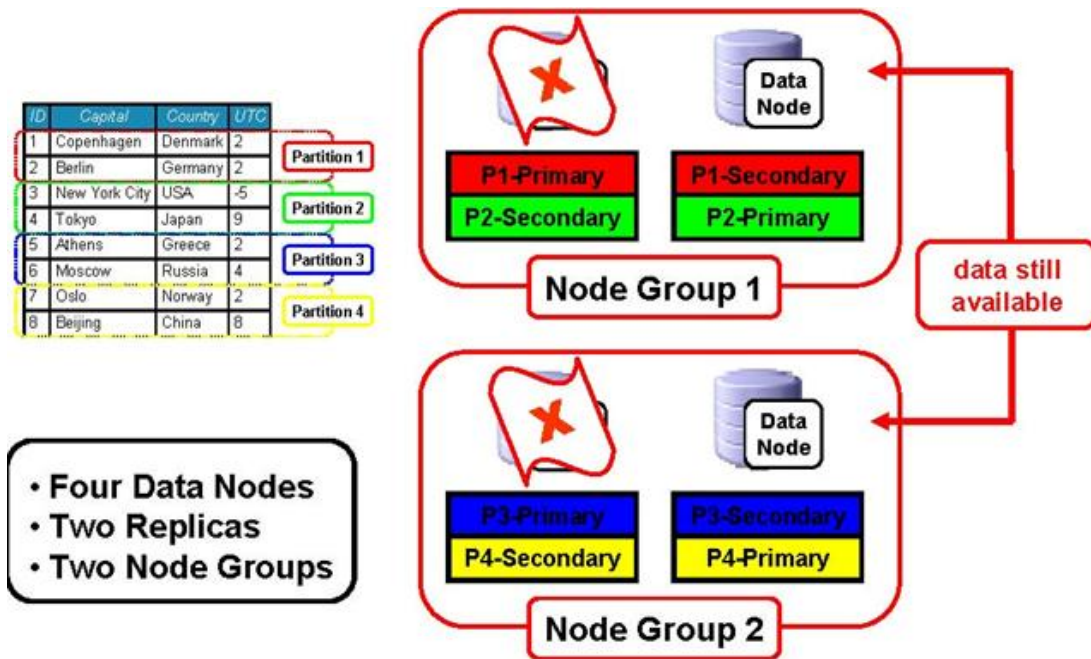 ID Capital Country UTC
1 Copenhagen Denmark 2
2 Berlin Germany 2
3 New York City USA -5
4 Tokyo Japan 9
5 Athens Greece 2
6 Moscow Russia 4
7 Oslo Norway 2
8 Beijing China 8
Partition 1
Partition 2
Partition 3
Partition 4
• Four Data Nodes
• Two Replicas
• Two Node Groups
X
Data
Node
P1-Primary
P1-Secondary
P2-Secondary
P2-Primary
Node Group 1
X
Data
Node
P3-Primary
P3-Secondary
P4-Secondary
P4-Primary
Node Group 2
data still
available